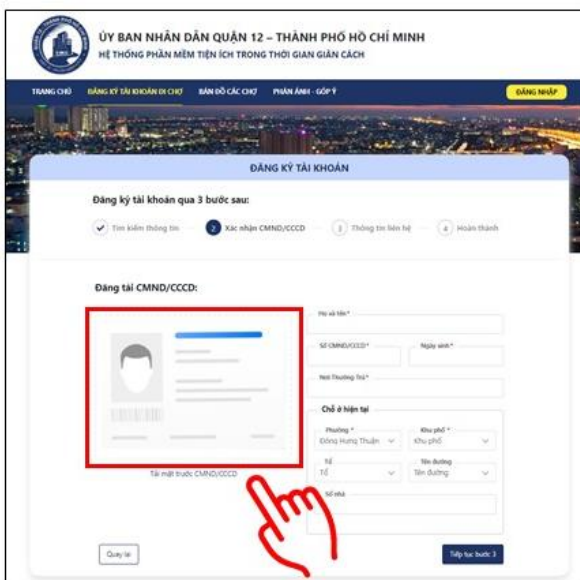 ỦY BAN NHÂN DÂN QUẬN 12 – THÀNH PHỐ HỒ CHÍ MINH
HỆ THỐNG PHẦN MỀM TIỆN ÍCH TRONG THỜI GIAN GIÃN CÁCH
TRANG CHỦ ĐĂNG KÝ TÀI KHOẢN ĐI CHỢ BẢN ĐỒ CÁC CHỢ PHẢN ÁNH - GÓP Ý ĐĂNG NHẬP
ĐĂNG KÝ TÀI KHOẢN
Đăng ký tài khoản qua 3 bước sau:
Tìm kiếm thông tin 2 Xác nhận CMND/CCCD 3 Thông tin liên hệ 4 Hoàn thành
Đăng tải CMND/CCCD:
Họ và tên*
Số CMND/CCCD* Ngày sinh*
Nơi Thường Trú*
Chỗ ở hiện tại
Phường * Khu phố *
Đông Hưng Thuận Khu phố
Tổ Tên đường
Tổ Tên đường
Số nhà
Tải mặt trước CMND/CCCD
Quay lại Tiếp tục bước 3